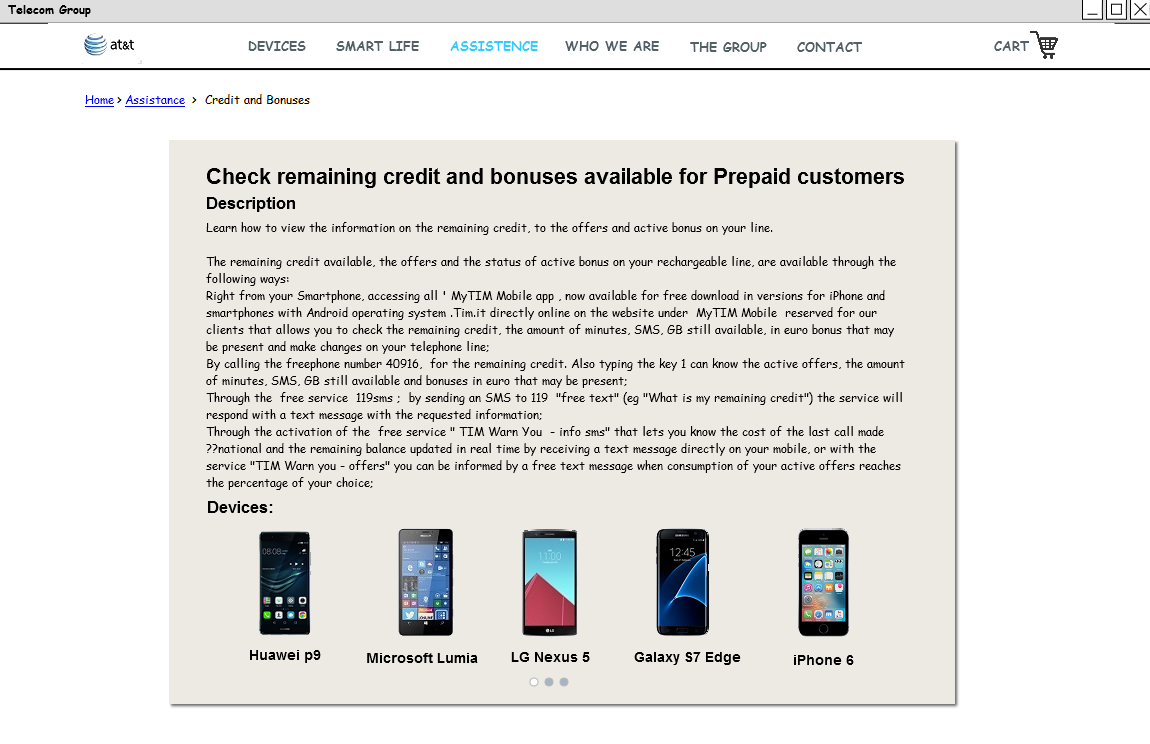 Telecom Group
at&t
DEVICES SMART LIFE ASSISTENCE WHO WE ARE THE GROUP CONTACT CART
Home > Assistance > Credit and Bonuses
Check remaining credit and bonuses available for Prepaid customers
Description
Learn how to view the information on the remaining credit, to the offers and active bonus on your line.
The remaining credit available, the offers and the status of active bonus on your rechargeable line, are available through the
following ways:
Right from your Smartphone, accessing all ' MyTIM Mobile app , now available for free download in versions for iPhone and
smartphones with Android operating system .Tim.it directly online on the website under MyTIM Mobile reserved for our
clients that allows you to check the remaining credit, the amount of minutes, SMS, GB still available, in euro bonus that may
be present and make changes on your telephone line;
By calling the freephone number 40916, for the remaining credit. Also typing the key 1 can know the active offers, the amount
of minutes, SMS, GB still available and bonuses in euro that may be present;
Through the free service 119sms ; by sending an SMS to 119 "free text" (eg "What is my remaining credit") the service will
respond with a text message with the requested information;
Through the activation of the free service " TIM Warn You - info sms" that lets you know the cost of the last call made
??national and the remaining balance updated in real time by receiving a text message directly on your mobile, or with the
service "TIM Warn you - offers" you can be informed by a free text message when consumption of your active offers reaches
the percentage of your choice;
Devices:
08:08
11:00
12:45
Huawei p9 Microsoft Lumia LG Nexus 5 Galaxy S7 Edge iPhone 6